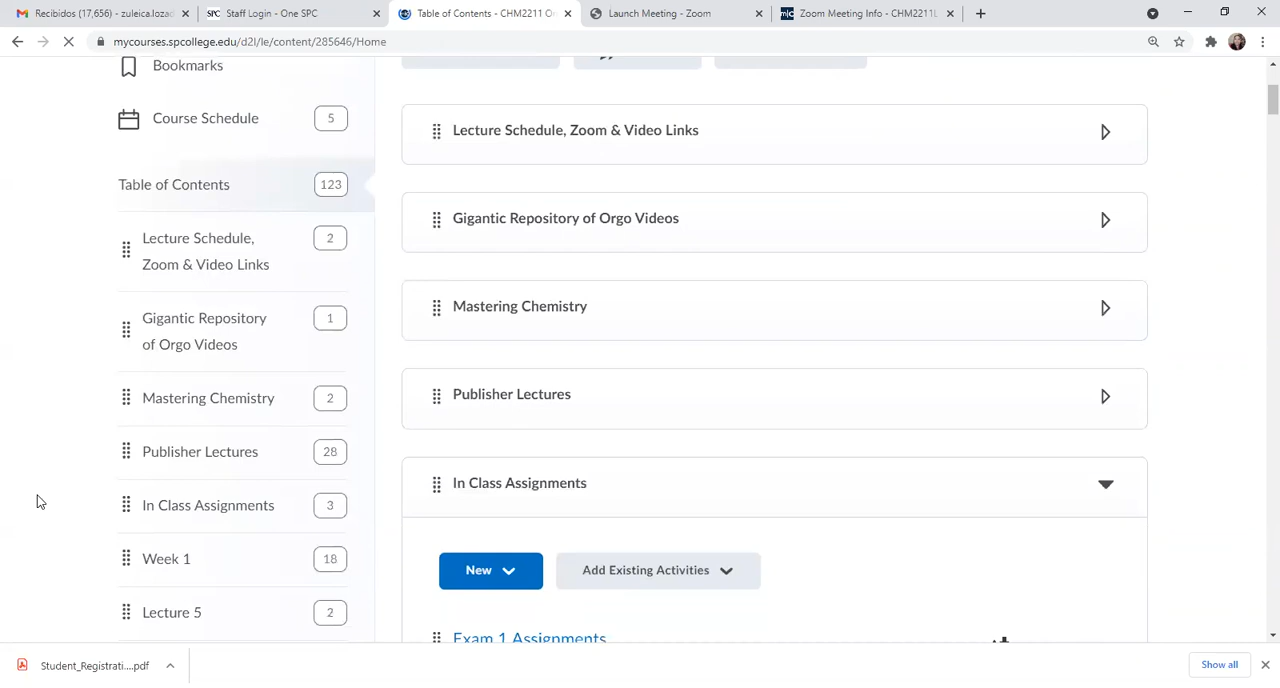 Recibidos (17,656) - zuleica.lozad
Staff Login - One SPC
Table of Contents - CHM2211 O
Launch Meeting - Zoom
Zoom Meeting Info - CHM2211L
mycourses.spcollege.edu/d2l/le/content/285646/Home
Bookmarks
Course Schedule 5
Table of Contents 123
Lecture Schedule, Zoom & Video Links 2
Gigantic Repository of Orgo Videos 1
Mastering Chemistry 2
Publisher Lectures 28
In Class Assignments 3
Week 1 18
Lecture 5 2
Lecture Schedule, Zoom & Video Links
Gigantic Repository of Orgo Videos
Mastering Chemistry
Publisher Lectures
In Class Assignments
New
Add Existing Activities
Exam 1 Assignments
Student_Registrati....pdf
Show all